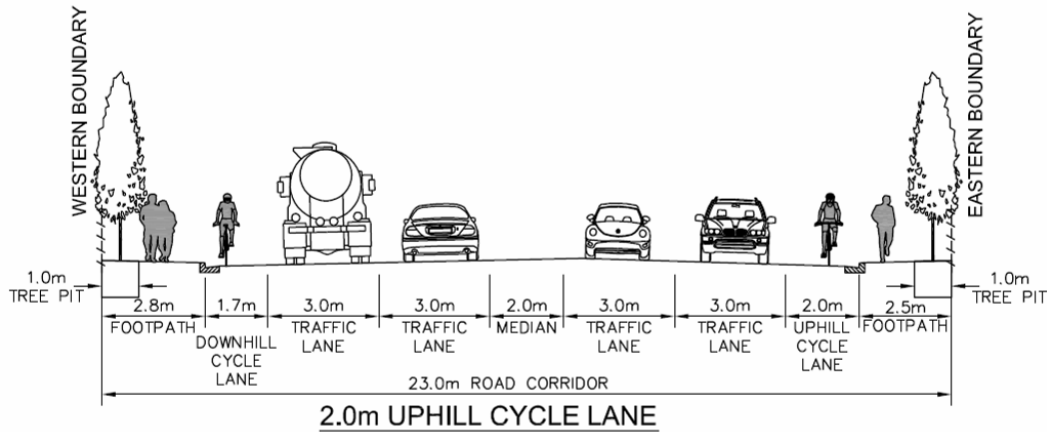 WESTERN BOUNDARY
EASTERN BOUNDARY
1.0m
TREE PIT
1.0m
TREE PIT
2.8m
FOOTPATH
1.7m
DOWNHILL
CYCLE
LANE
3.0m
TRAFFIC
LANE
3.0m
TRAFFIC
LANE
2.0m
MEDIAN
3.0m
TRAFFIC
LANE
3.0m
TRAFFIC
LANE
2.0m
UPHILL
CYCLE
LANE
2.5m
FOOTPATH
23.0m ROAD CORRIDOR
2.0m UPHILL CYCLE LANE